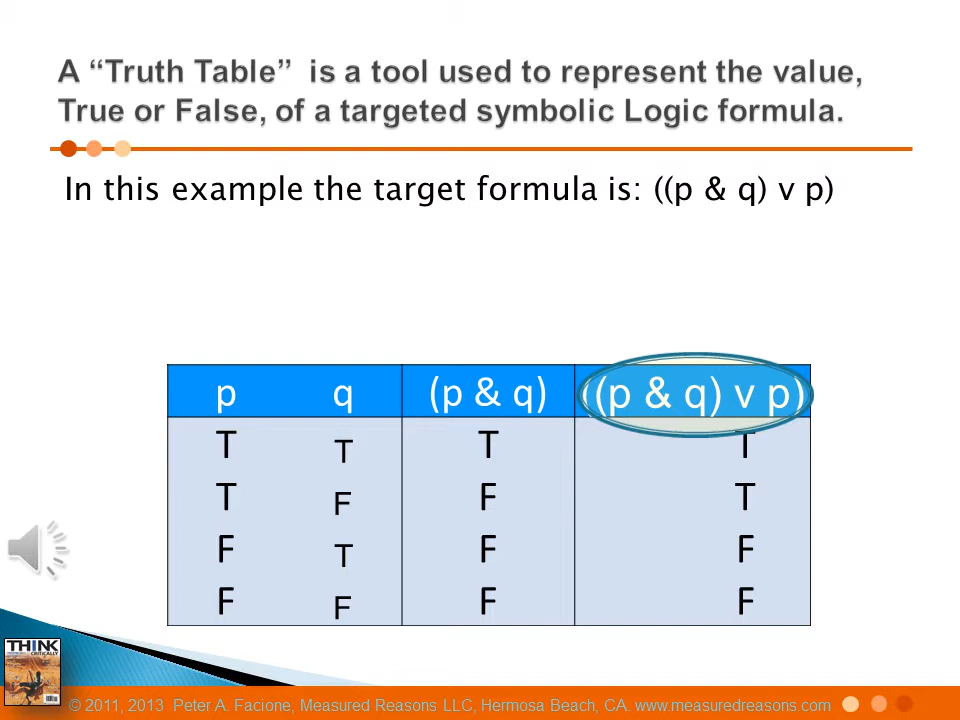 A “Truth Table”  is a tool used to represent the value,
True or False, of a targeted symbolic Logic formula.
In this example the target formula is: ((p & q) v p)
p q (p & q) ((p & q) v p)
T T T T
T F F T
F T F F
F F F F
THINK
CRITICALLY
© 2011, 2013  Peter A. Facione, Measured Reasons LLC, Hermosa Beach, CA. www.measuredreasons.com